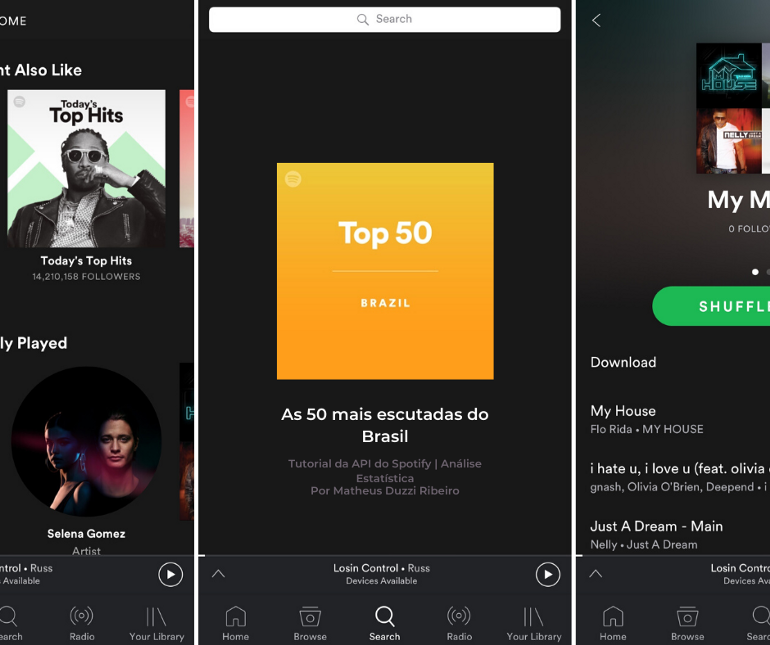 OME
nt Also Like
Today's
Top Hits
Today's Top Hits
14,210,158 FOLLOWERS
ly Played
Selena Gomez
Artist
ntrol • Russ
s Available
earch
Radio
Your Library
Search
Top 50
BRAZIL
As 50 mais escutadas do
Brasil
Tutorial da API do Spotify | Análise
Estatística
Por Matheus Duzzi Ribeiro
Losin Control • Russ
Devices Available
Home
Browse
Search
Radio
Your Library
MY
HOUSE
NELLY
My M
0 FOLLO
SHUFFL
Download
My House
Flo Rida • MY HOUSE
i hate u, i love u (feat. olivia
gnash, Olivia O'Brien, Deepend • i
Just A Dream - Main
Nelly • Just A Dream
Losin Contro
Devices Ava
Home
Browse
Searc